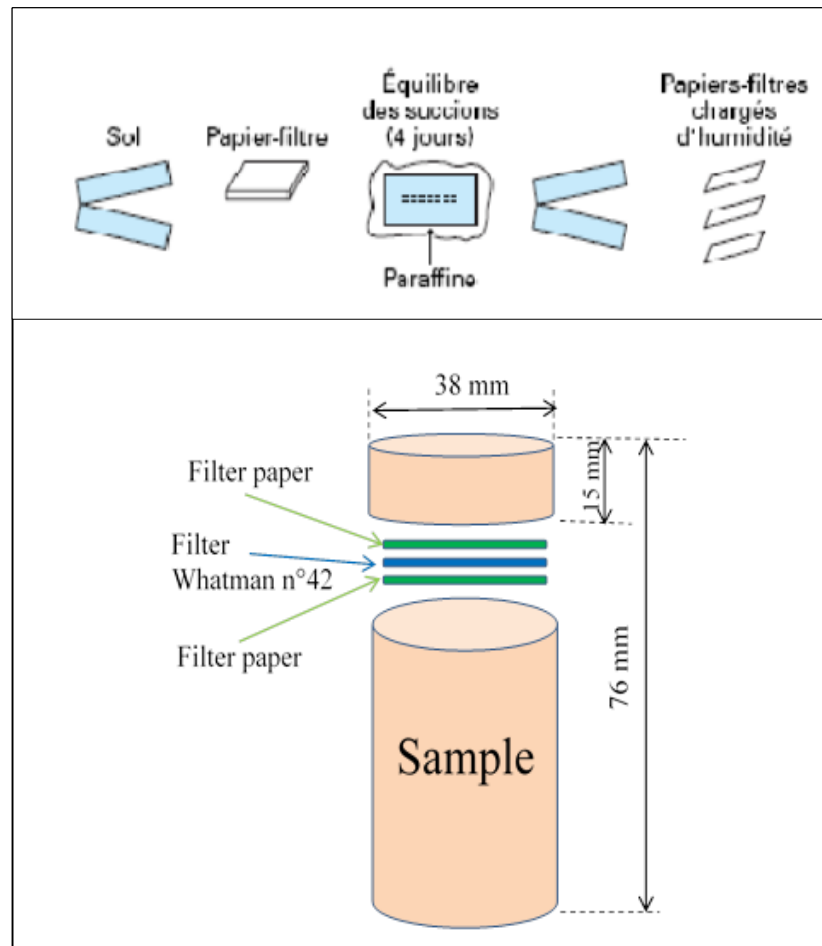 Sol
Papier-filtre
Équilibre
des succions
(4 jours)
Paraffine
Papiers-filtres
chargés
d'humidité
38 mm
15 mm
76 mm
Filter paper
Filter
Whatman n°42
Filter paper
Sample